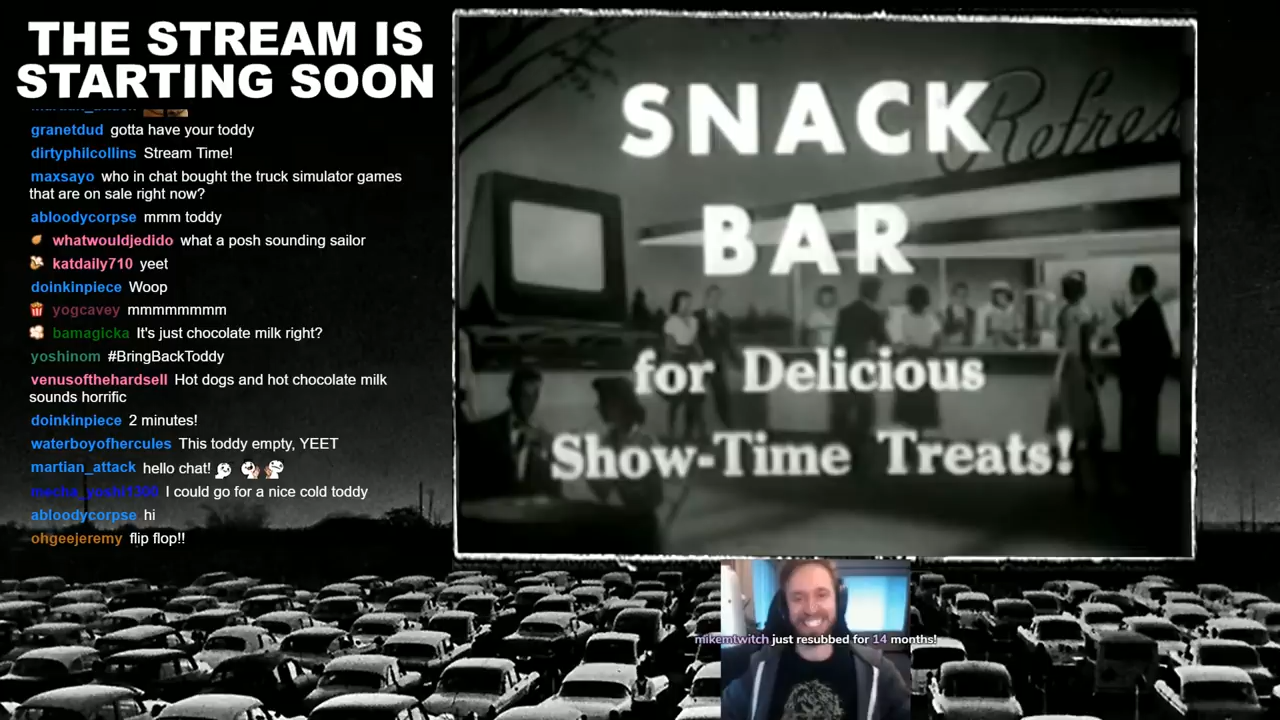 THE STREAM IS
STARTING SOON
granetdud gotta have your toddy
dirtyphilcollins Stream Time!
maxsayo who in chat bought the truck simulator games
that are on sale right now?
abloodycorpse mmm toddy
whatwouldjedido what a posh sounding sailor
katdaily710 yeet
doinkinpiece Woop
yogcavey mmmmmmmm
bamagicka It's just chocolate milk right?
yoshinom #BringBackToddy
venusofthehardsell Hot dogs and hot chocolate milk
sounds horrific
doinkinpiece 2 minutes!
waterboyofhercules This toddy empty, YEET
martian_attack hello chat!
mecha_yoshi1300 I could go for a nice cold toddy
abloodycorpse hi
ohgeejeremy flip flop!!
SNACK
BAR
for Delicious
Show-Time Treats!
mikemtwitch just resubbed for 14 months!